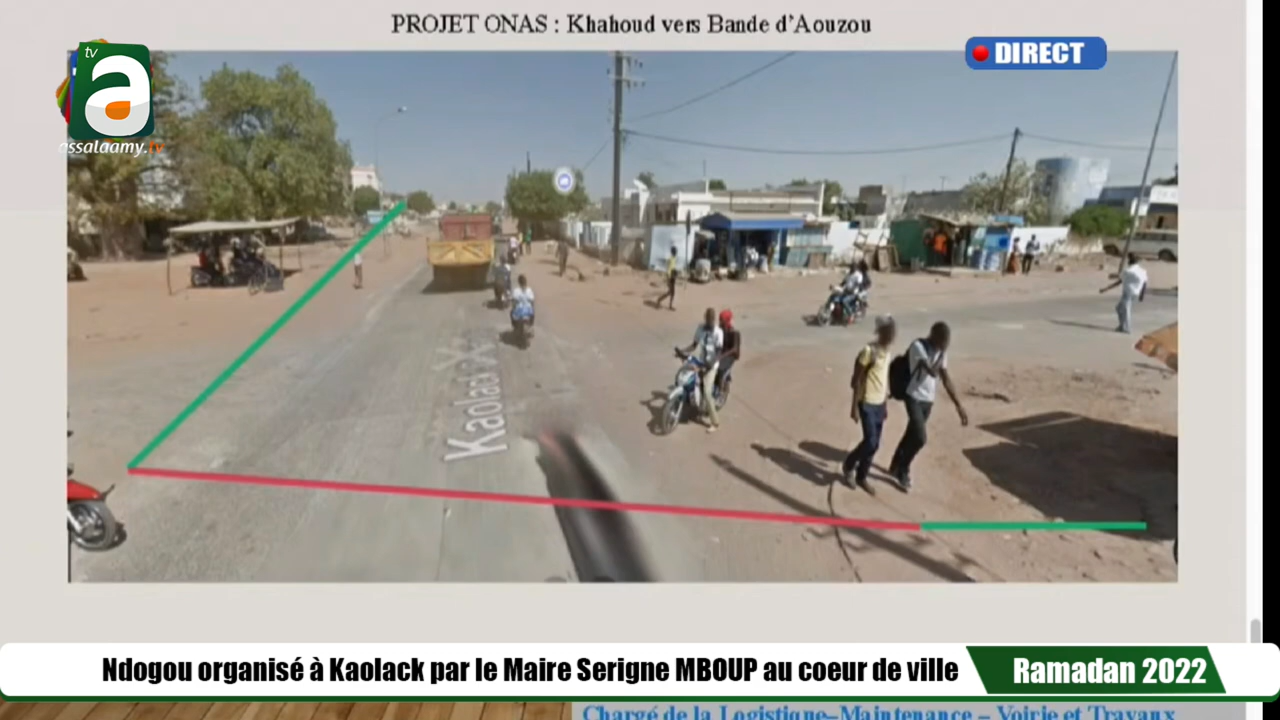 PROJET ONAS : Khahoud vers Bande d'Aouzou
DIRECT
tv
a
assalaamy.tv
Kaolack X
Ndogou organisé à Kaolack par le Maire Serigne MBOUP au coeur de ville
Ramadan 2022
Chargé de la Logistique–Maintenance – Voirie et Travaux